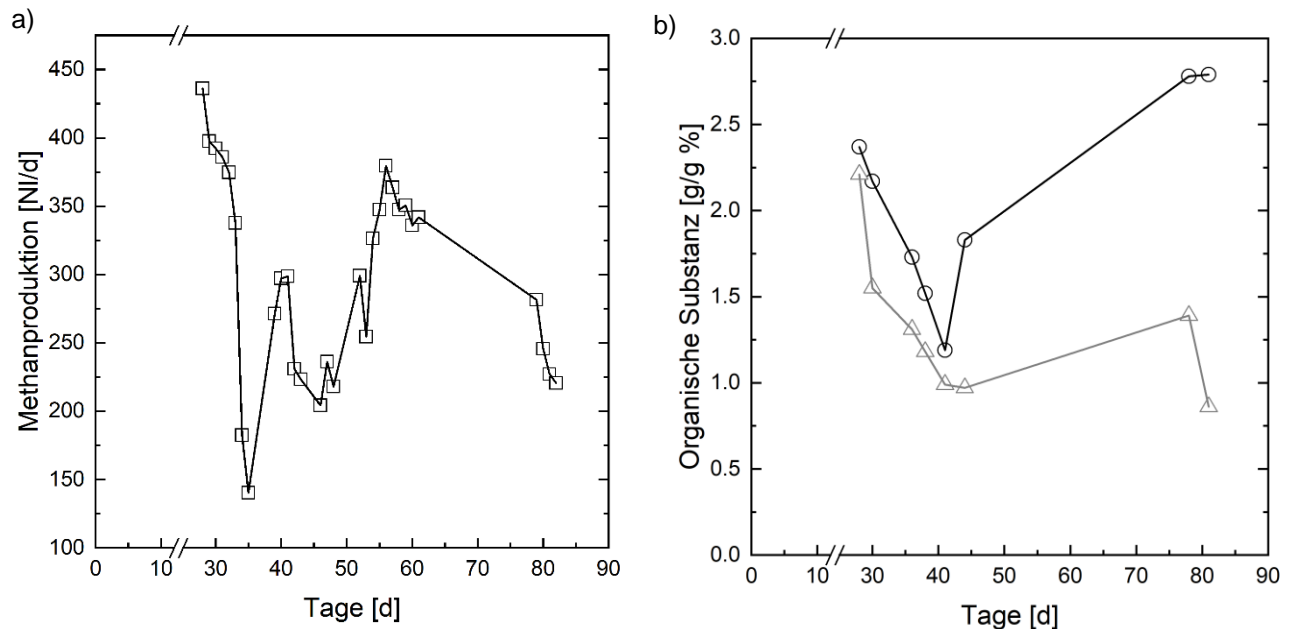 a)
Methanproduktion [Nl/d]
450
400
350
300
250
200
150
100
0 10 30 40 50 60 70 80 90
Tage [d]
b)
Organische Substanz [g/g %]
3.0
2.5
2.0
1.5
1.0
0.5
0.0
0 10 30 40 50 60 70 80 90
Tage [d]